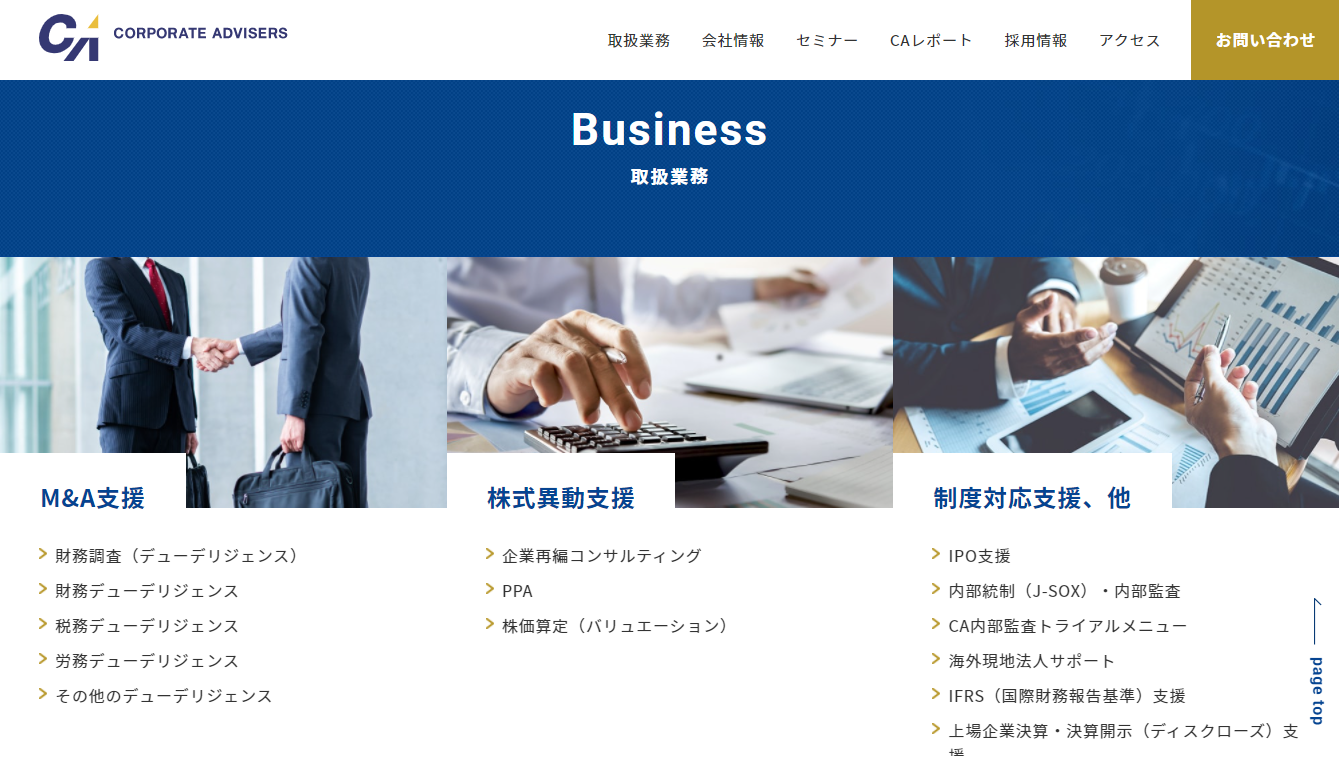 CA CORPORATE ADVISERS
取扱業務
会社情報
セミナー
CAレポート
採用情報
アクセス
お問い合わせ
Business
取扱業務
M&A支援
財務調査（デューデリジェンス）
財務デューデリジェンス
税務デューデリジェンス
労務デューデリジェンス
その他のデューデリジェンス
株式異動支援
企業再編コンサルティング
PPA
株価算定（バリュエーション）
制度対応支援、他
IPO支援
内部統制（J-SOX）・内部監査
CA内部監査トライアルメニュー
海外現地法人サポート
IFRS（国際財務報告基準）支援
上場企業決算・決算開示（ディスクローズ）支
援
page top